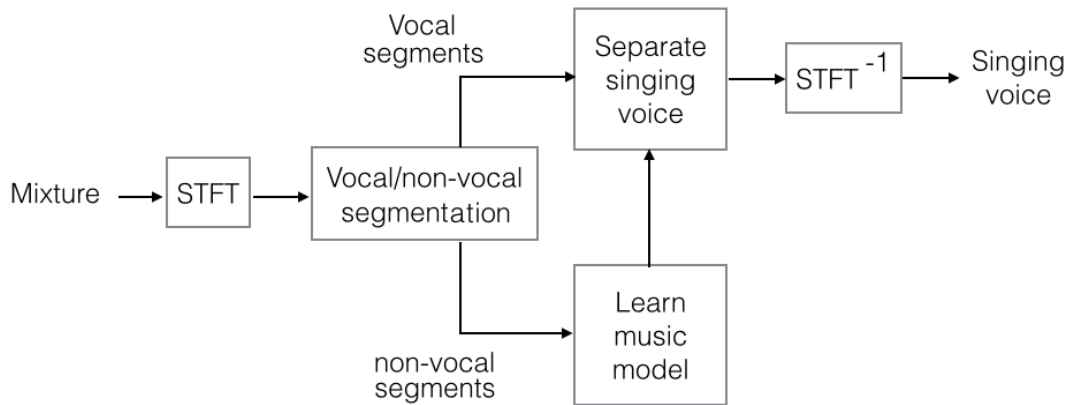 Mixture
STFT
Vocal/non-vocal
segmentation
Vocal
segments
non-vocal
segments
Learn
music
model
Separate
singing
voice
STFT -1
Singing
voice